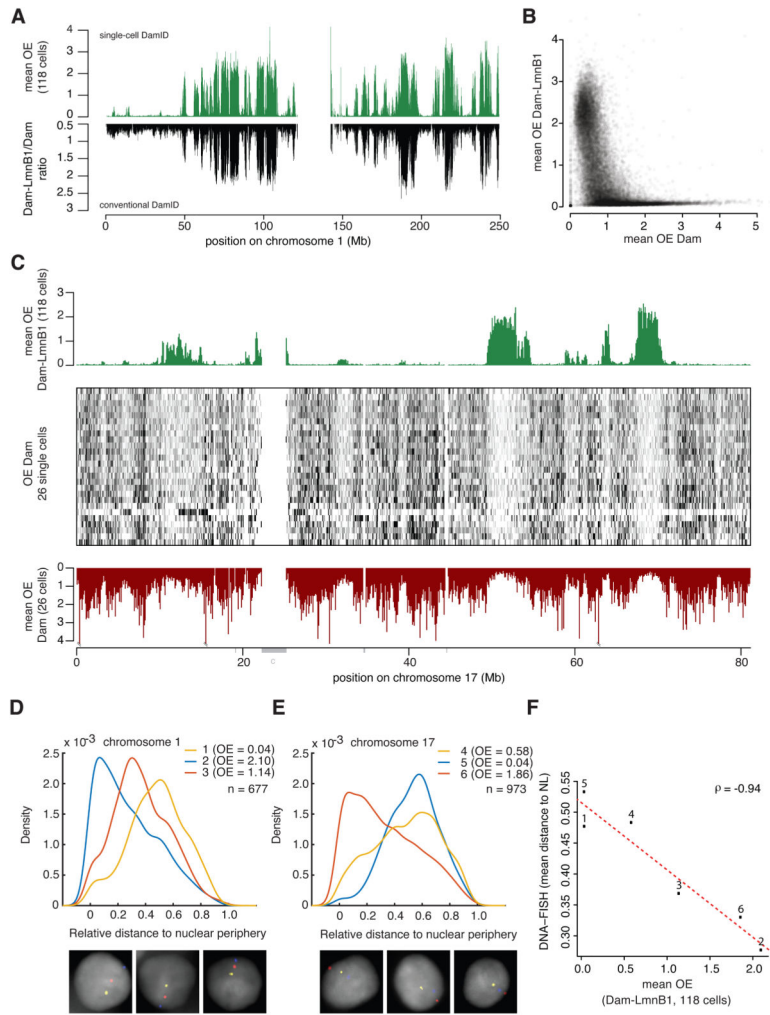 A
single-cell DamID
mean OE
(118 cells)
4
3
2
1
0
0.5
1
1.5
2
2.5
3
Dam-LmnB1/Dam
ratio
conventional DamID
0 50 100 150 200 250
position on chromosome 1 (Mb)
B
mean OE Dam-LmnB1
4
3
2
1
0
0 1 2 3 4 5
mean OE Dam
C
mean OE
Dam-LmnB1 (118 cells)
3
2
1
0
OE Dam
26 single cells
mean OE
Dam (26 cells)
0
1
2
3
4
C
0 20 40 60 80
position on chromosome 17 (Mb)
D
x 10-3 chromosome 1
1 (OE = 0.04)
2 (OE = 2.10)
3 (OE = 1.14)
n = 677
Density
2.5
2.0
1.5
1.0
0.5
0
0 0.2 0.4 0.6 0.8 1.0
Relative distance to nuclear periphery
E
x 10-3 chromosome 17
4 (OE = 0.58)
5 (OE = 0.04)
6 (OE = 1.86)
n = 973
Density
2.5
2.0
1.5
1.0
0.5
0
0 0.2 0.4 0.6 0.8 1.0
Relative distance to nuclear periphery
F
DNA–FISH (mean distance to NL)
0.55
0.50
0.45
0.40
0.35
0.30
ρ = -0.94
5
1
4
3
6
2
0.0 0.5 1.0 1.5 2.0
mean OE
(Dam-LmnB1, 118 cells)